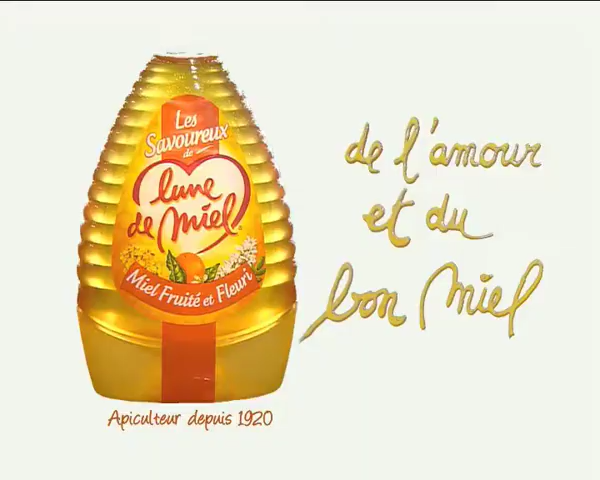 Les
Savoureux
de
lune
de miel
Miel Fruité et Fleuri
Apiculteur depuis 1920
de l'amour
et du
bon miel